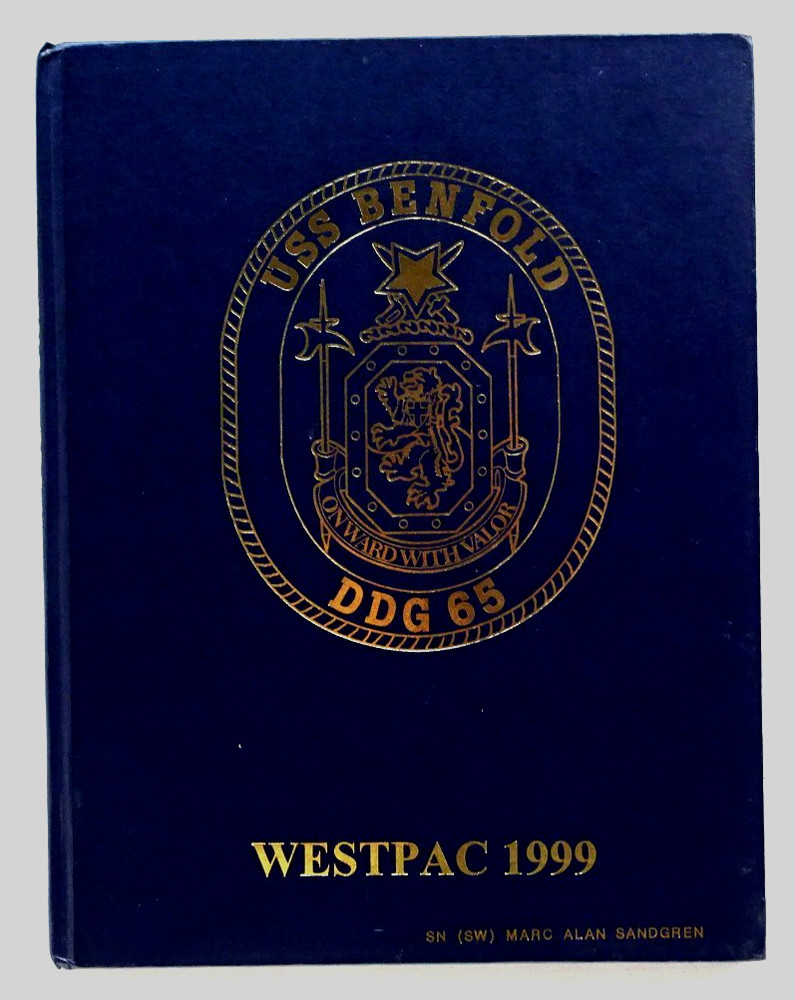 USS BENFOLD
ONWARD WITH VALOR
DDG 65
WESTPAC 1999
SN (SW) MARC ALAN SANDGREN